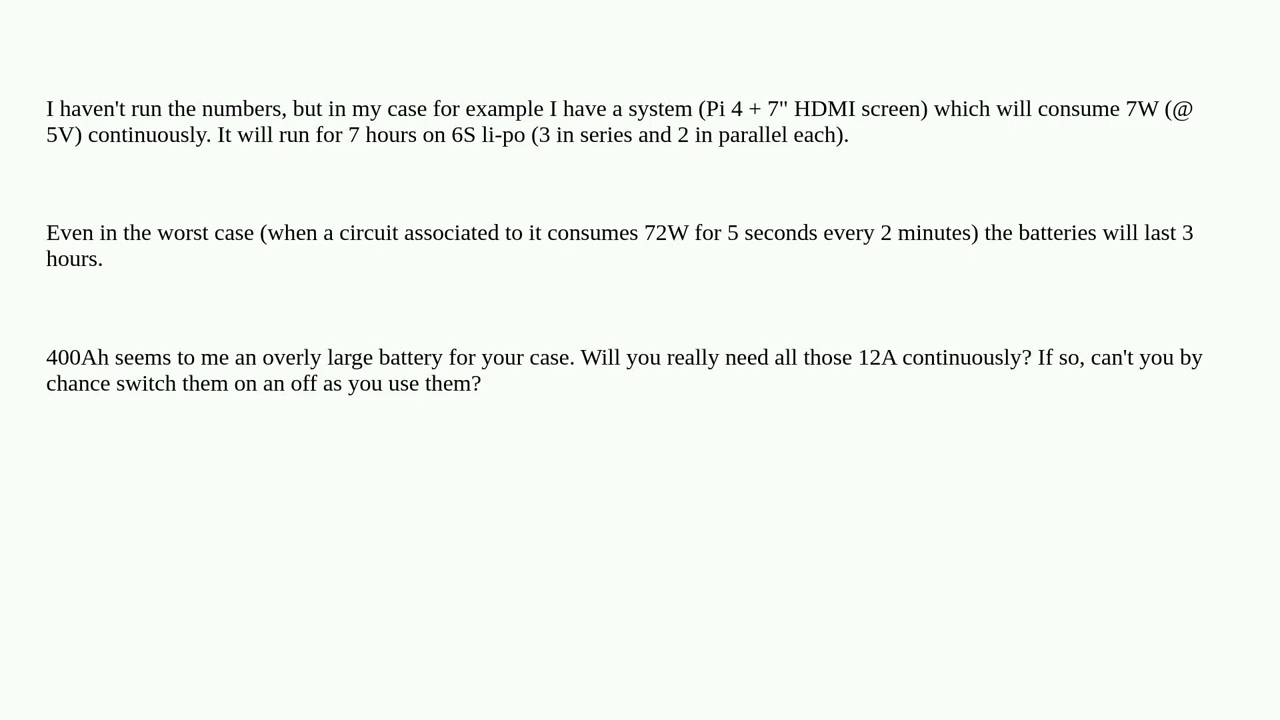 I haven't run the numbers, but in my case for example I have a system (Pi 4 + 7" HDMI screen) which will consume 7W (@
5V) continuously. It will run for 7 hours on 6S li-po (3 in series and 2 in parallel each).
Even in the worst case (when a circuit associated to it consumes 72W for 5 seconds every 2 minutes) the batteries will last 3
hours.
400Ah seems to me an overly large battery for your case. Will you really need all those 12A continuously? If so, can't you by
chance switch them on an off as you use them?